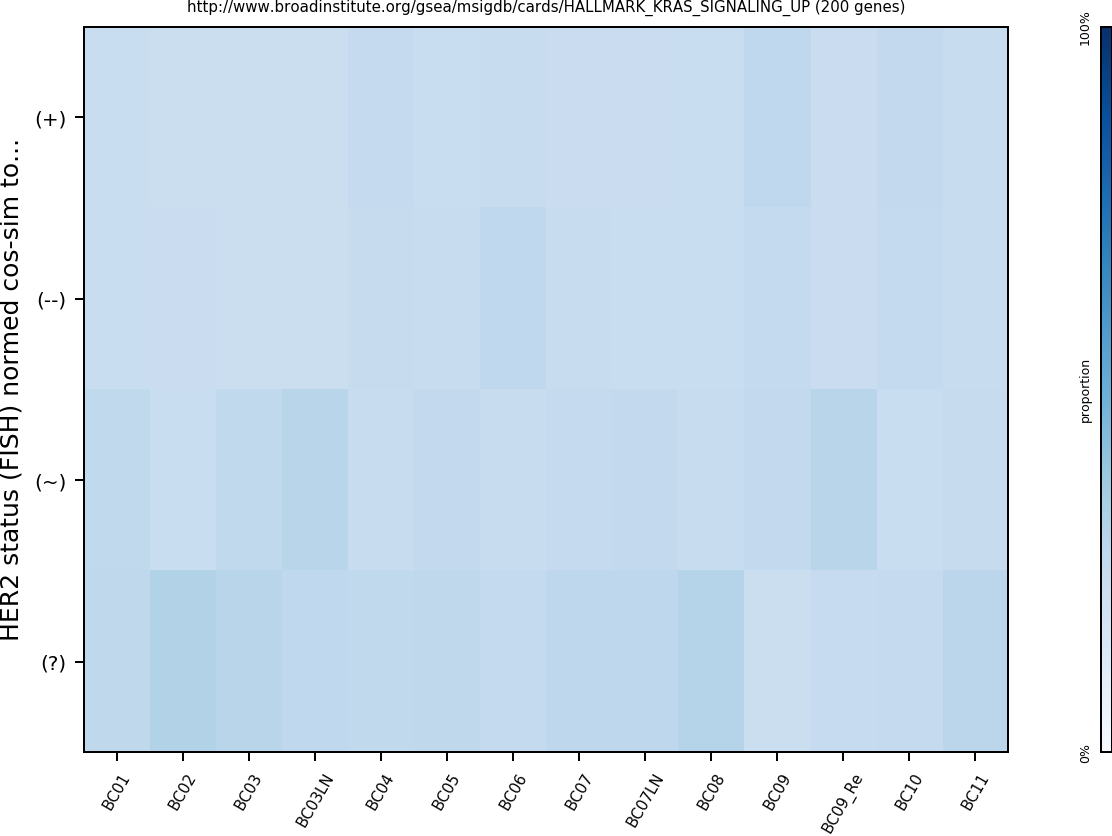 http://www.broadinstitute.org/gsea/msigdb/cards/HALLMARK_KRAS_SIGNALING_UP (200 genes)
HER2 status (FISH) normed cos-sim to...
(+)
(--)
(~)
(?)
BC01
BC02
BC03
BC03LN
BC04
BC05
BC06
BC07
BC07LN
BC08
BC09
BC09_Re
BC10
BC11
100%
proportion
0%